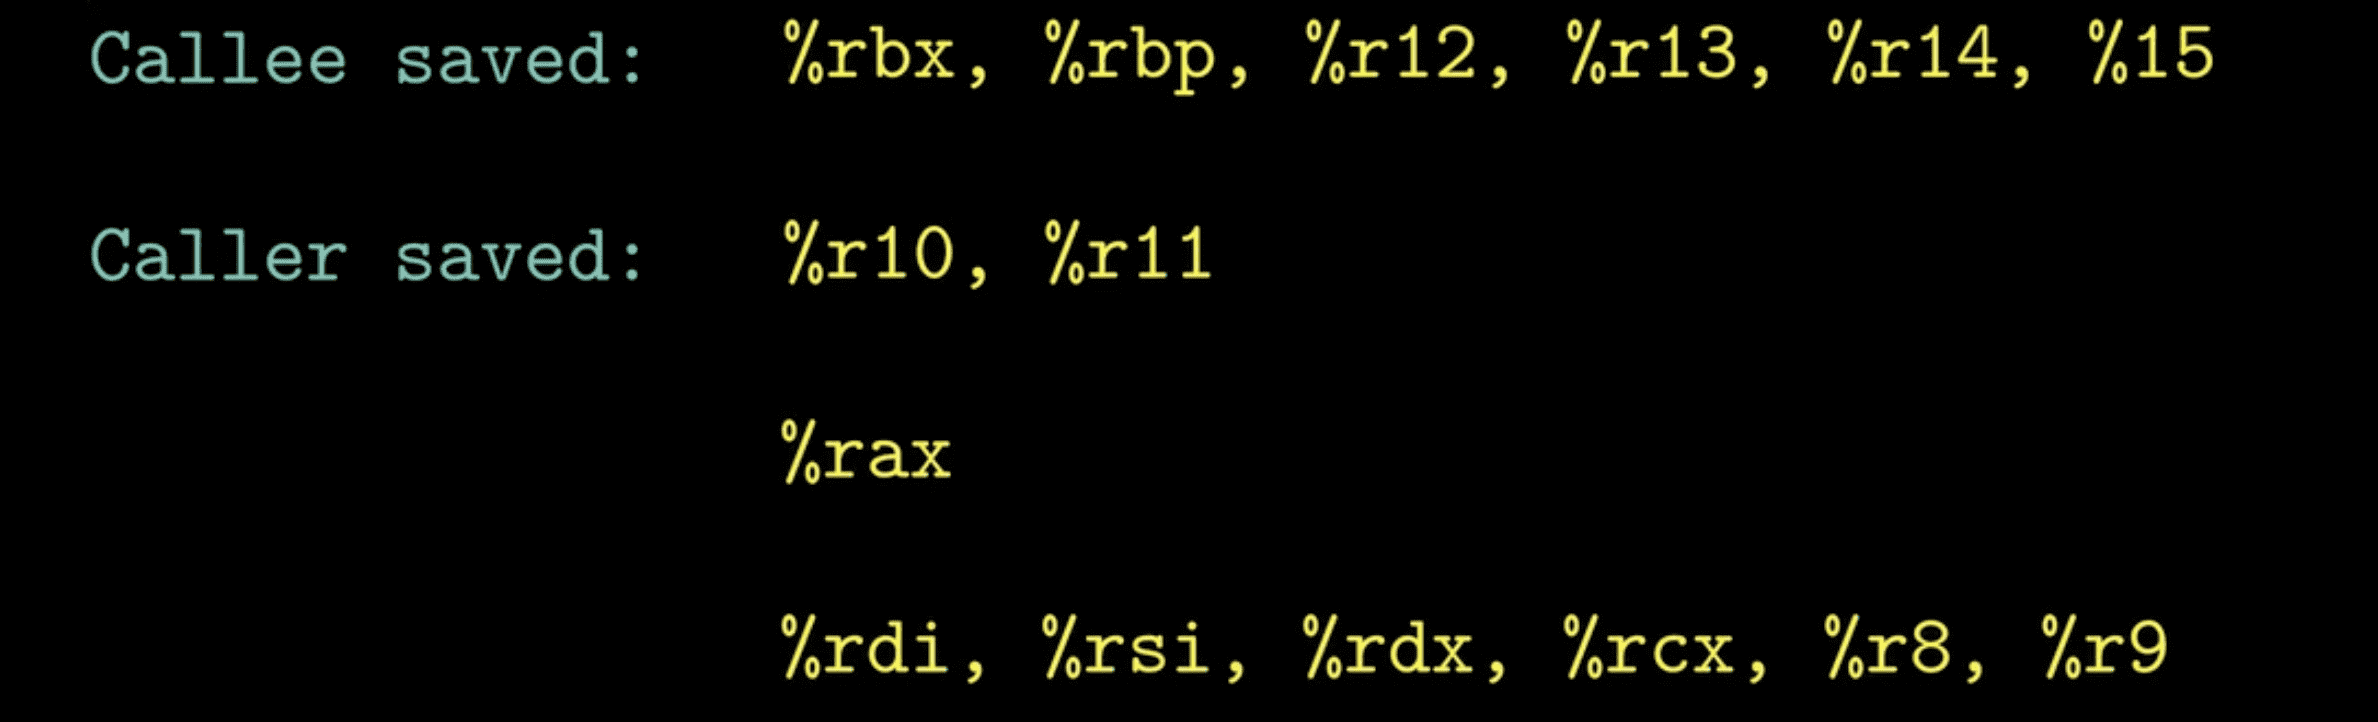 Callee saved: %rbx, %rbp, %r12, %r13, %r14, %15
Caller saved: %r10, %r11
%rax
%rdi, %rsi, %rdx, %rcx, %r8, %r9